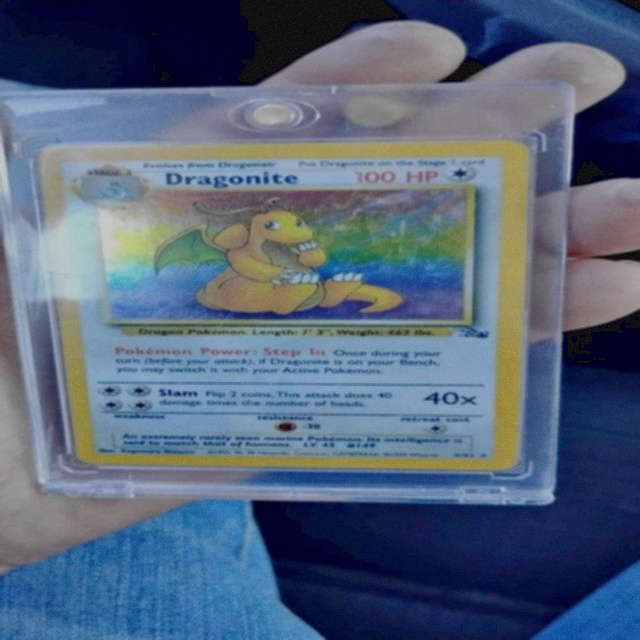 Evolves from Dragonair Put Dragonite on the Stage 1 card
Dragonite 100 HP
Dragon Pokémon. Length: 7' 3", Weight: 463 lbs.
Pokémon Power: Step In Once during your
turn (before your attack), if Dragonite is on your Bench,
you may switch it with your Active Pokémon.
Slam Flip 2 coins. This attack does 40
damage times the number of heads. 40x
weakness resistance retreat cost
-30
An extremely rarely seen marine Pokémon. Its intelligence is
said to match that of humans. LV. 45 #149